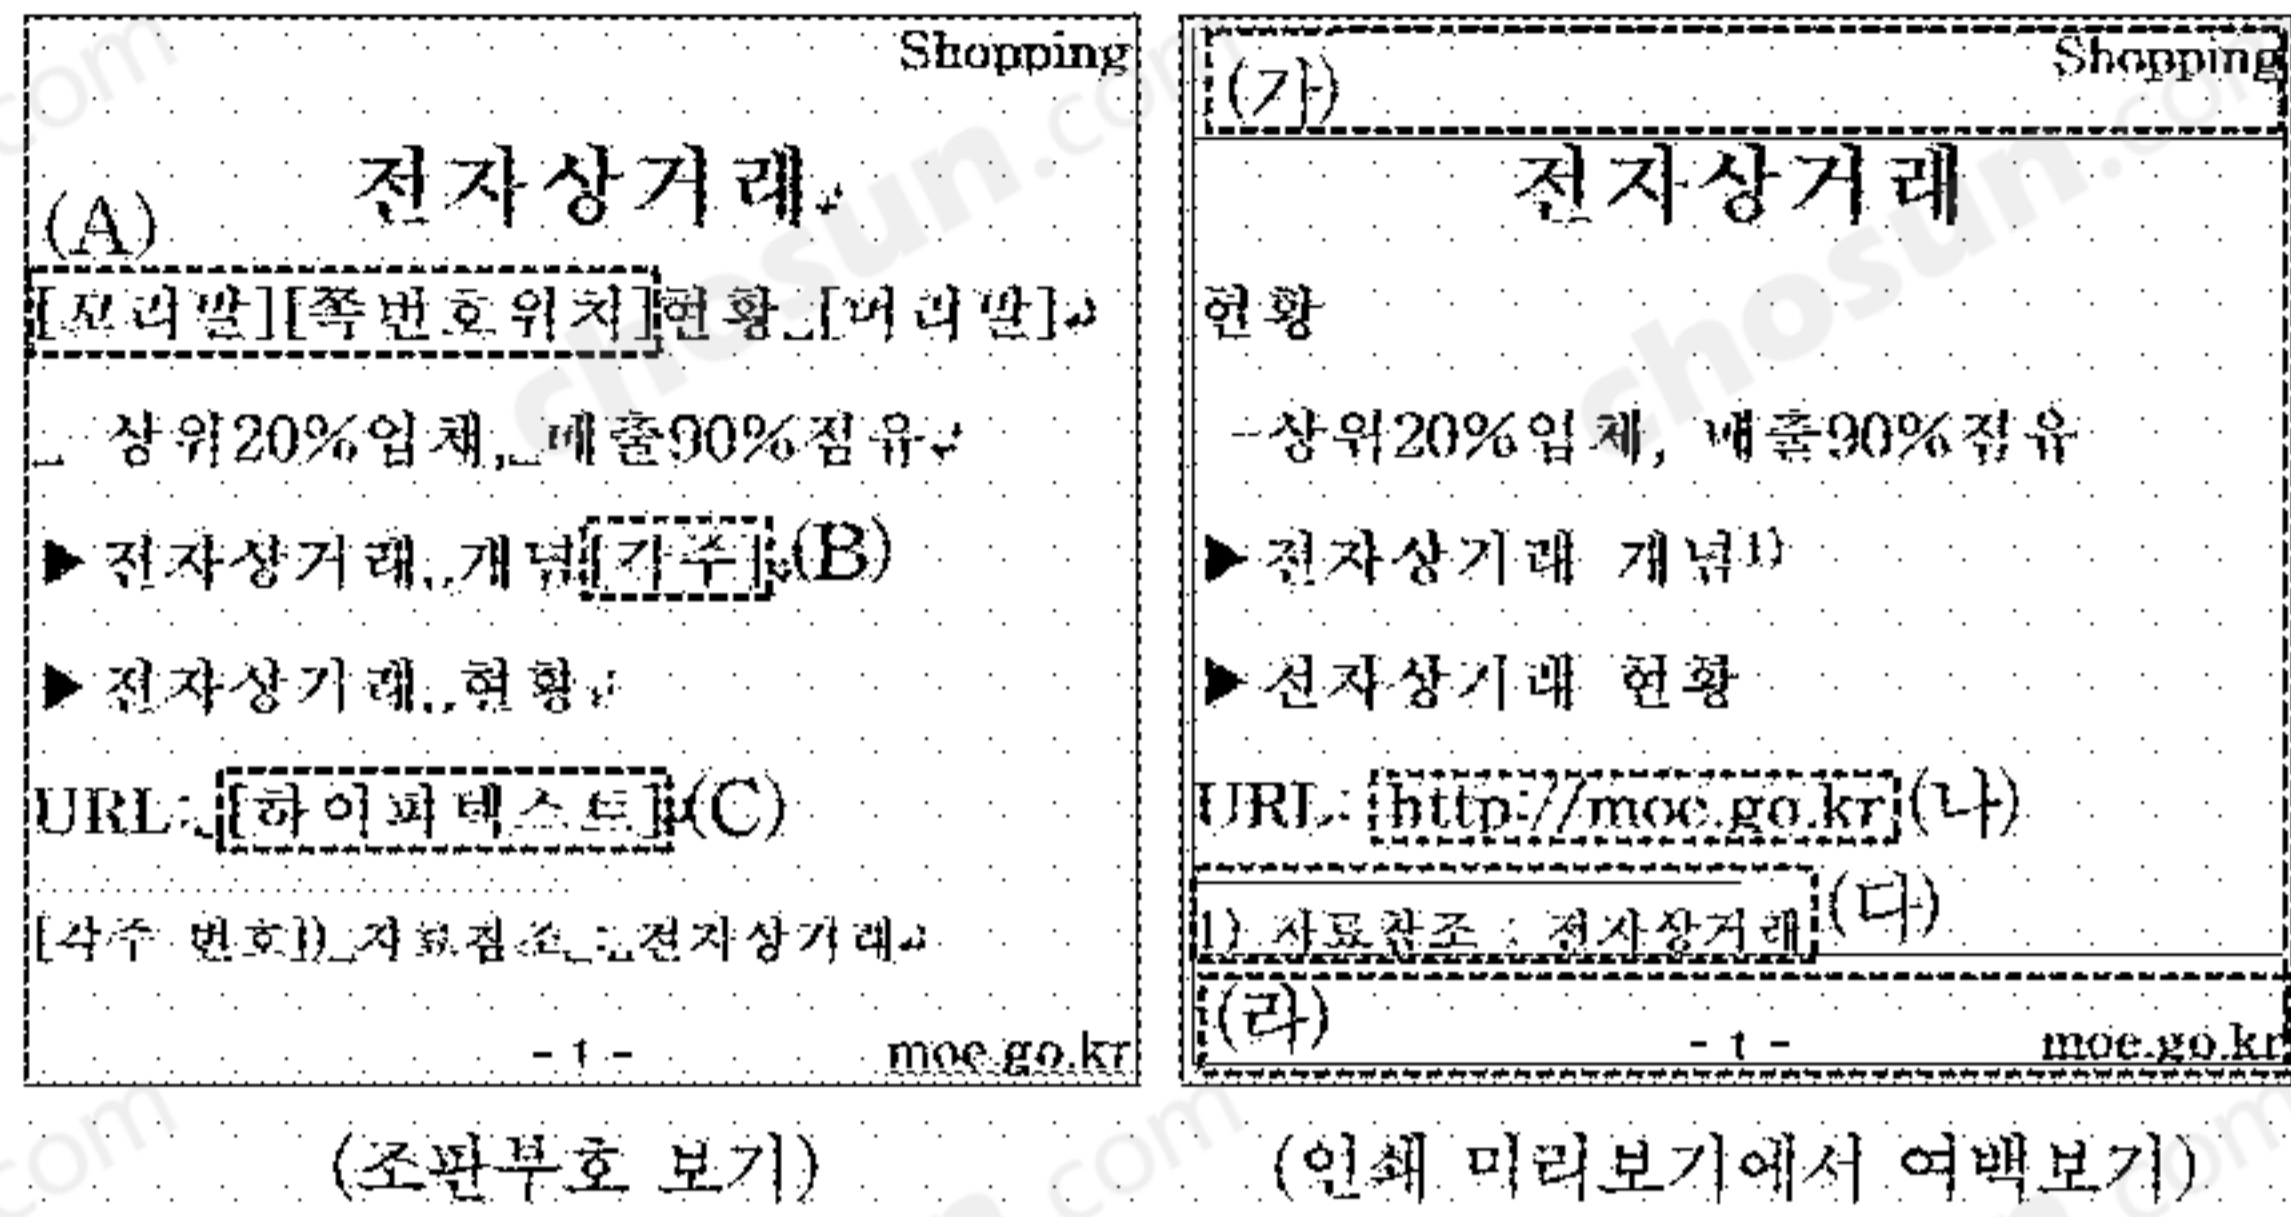 Shopping
전자상거래
(A)
[꼬리말][쪽번호위치]현황 [머리말]
상위20%업체, 매출90%점유
▶ 전자상거래 개념[각주] (B)
▶ 전자상거래 현황
URL: [하이퍼텍스트] (C)
[각주 번호]) 자료참조 : 전자상거래
- 1 - moe.go.kr
(조판부호 보기)
Shopping
(가)
전자상거래
현황
-상위20%업체, 매출90%점유
▶ 전자상거래 개념1)
▶ 전자상거래 현황
URL: http://moe.go.kr (나)
1) 자료참조 : 전자상거래 (다)
(라)
- 1 - moe.go.kr
(인쇄 미리보기에서 여백보기)
chosun.com
chosun.com